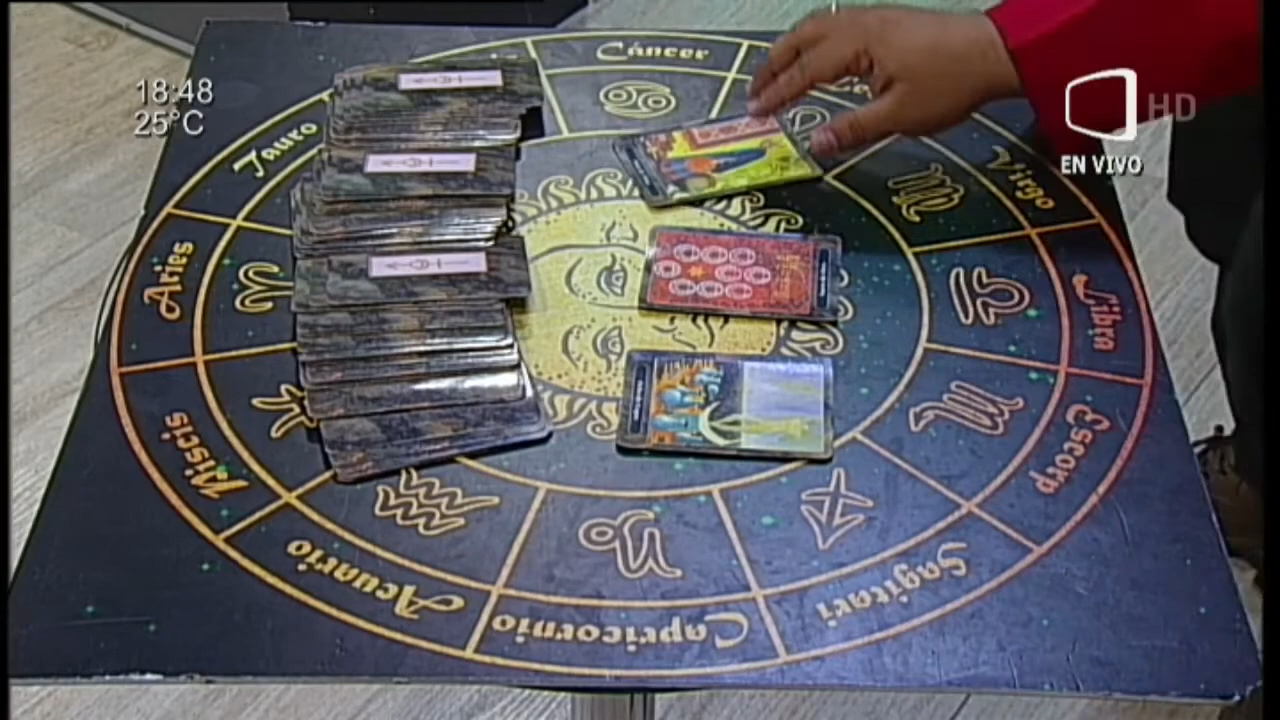 18:48
25°C
HD
EN VIVO
Cáncer
Virgo
Libra
Escorp
Sagitari
Capricornio
Acuario
Piscis
Aries
Tauro